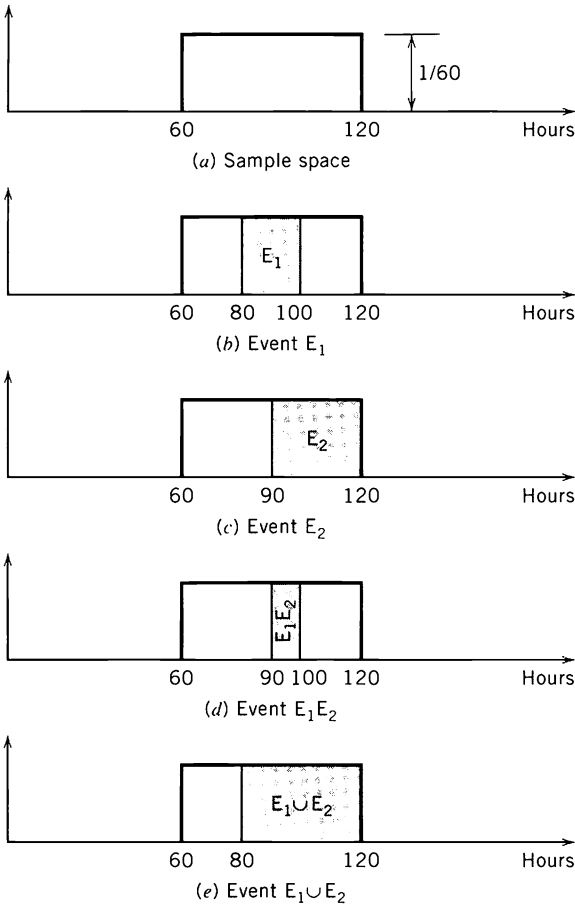 1/60
60 120 Hours
(a) Sample space
E₁
60 80 100 120 Hours
(b) Event E₁
E₂
60 90 120 Hours
(c) Event E₂
E₁E₂
60 90 100 120 Hours
(d) Event E₁E₂
E₁∪E₂
60 80 120 Hours
(e) Event E₁∪E₂